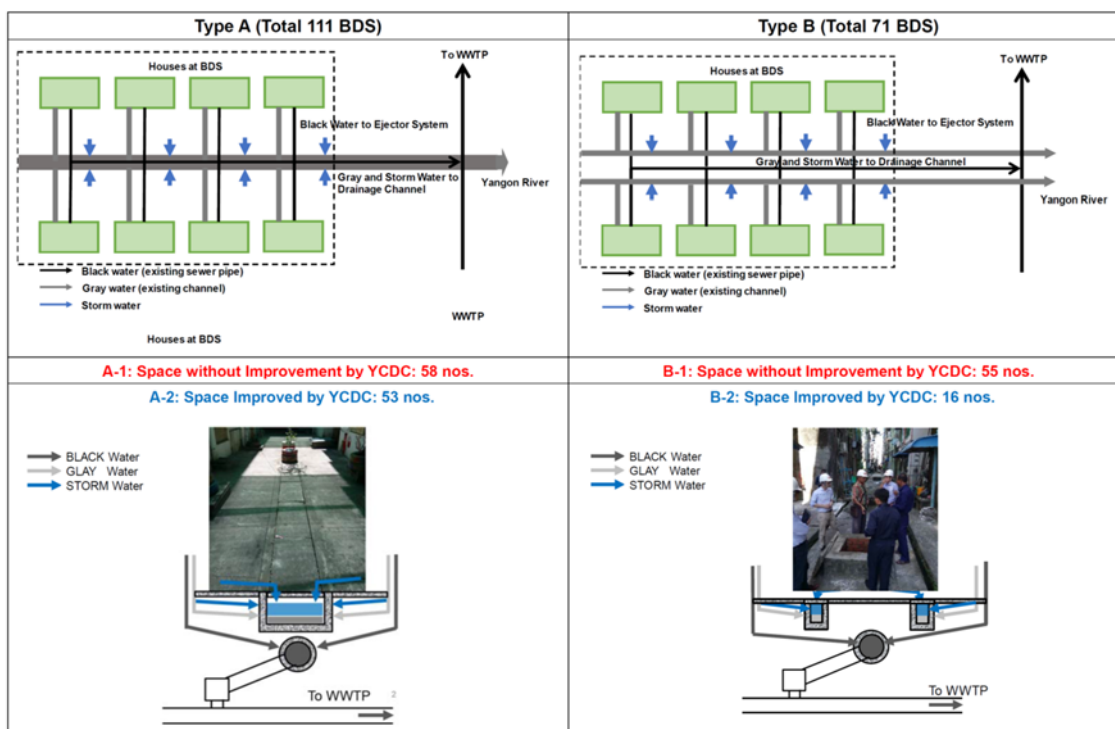 Type A (Total 111 BDS)
To WWTP
Houses at BDS
Black Water to Ejector System
Gray and Storm Water to
Drainage Channel
Yangon River
Black water (existing sewer pipe)
Gray water (existing channel)
Storm water
WWTP
Houses at BDS
Type B (Total 71 BDS)
To WWTP
Houses at BDS
Black Water to Ejector System
Gray and Storm Water to Drainage Channel
Yangon River
Black water (existing sewer pipe)
Gray water (existing channel)
Storm water
WWTP
A-1: Space without Improvement by YCDC: 58 nos.
B-1: Space without Improvement by YCDC: 55 nos.
A-2: Space Improved by YCDC: 53 nos.
BLACK Water
GLAY Water
STORM Water
To WWTP
2
B-2: Space Improved by YCDC: 16 nos.
BLACK Water
GLAY Water
STORM Water
To WWTP